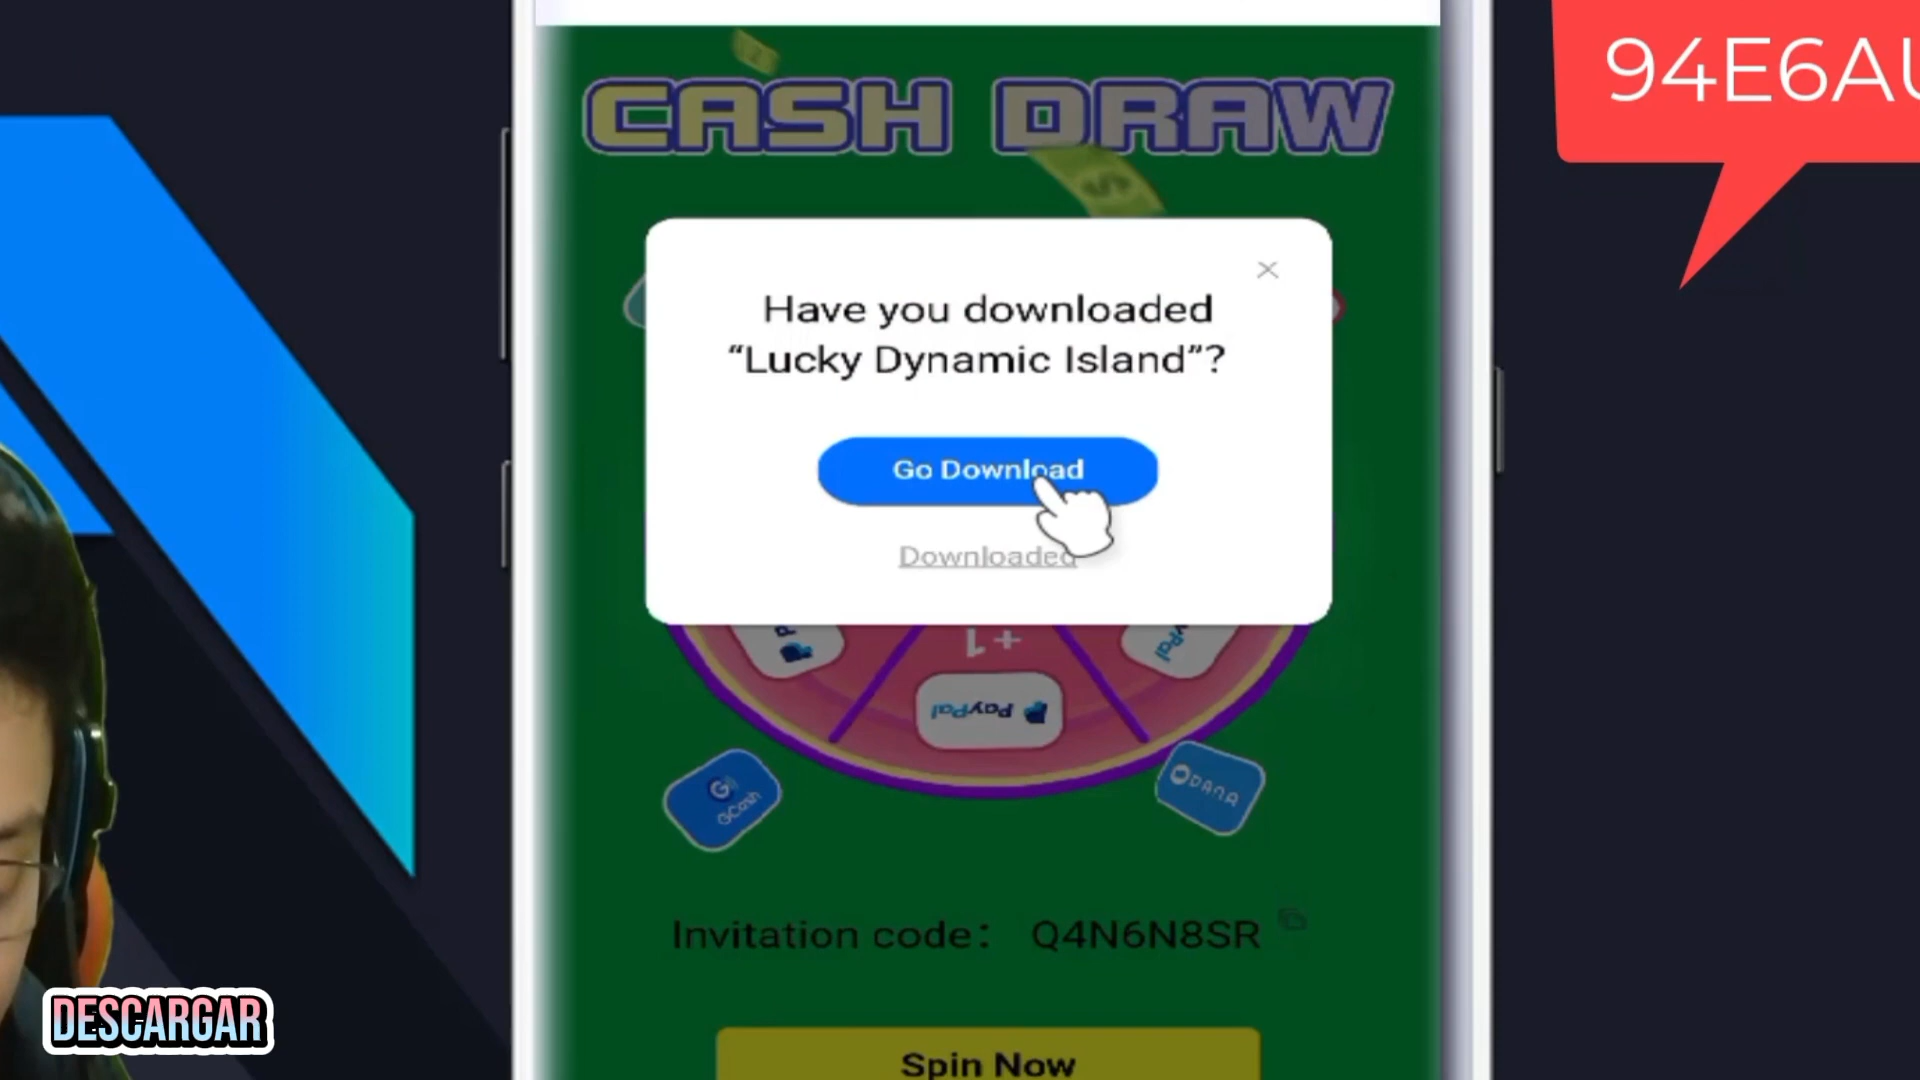 94E6AU
CASH DRAW
Have you downloaded
“Lucky Dynamic Island”?
Go Download
Downloaded
+1
PayPal
GCash
DANA
Invitation code： Q4N6N8SR
DESCARGAR
Spin Now